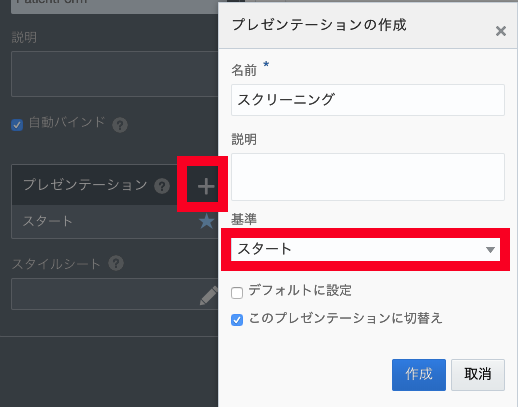 PatientForm
説明
自動バインド
プレゼンテーション
スタート
スタイルシート
プレゼンテーションの作成
名前 *
スクリーニング
説明
基準
スタート
デフォルトに設定
このプレゼンテーションに切替え
作成 取消